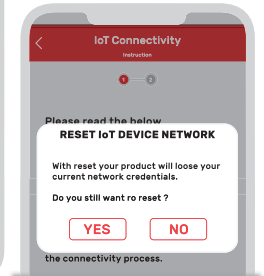 IoT Connectivity
Instruction
1 2
Please read the below
RESET IoT DEVICE NETWORK
With reset your product will loose your
current network credentials.
Do you still want ro reset ?
YES NO
the connectivity process.